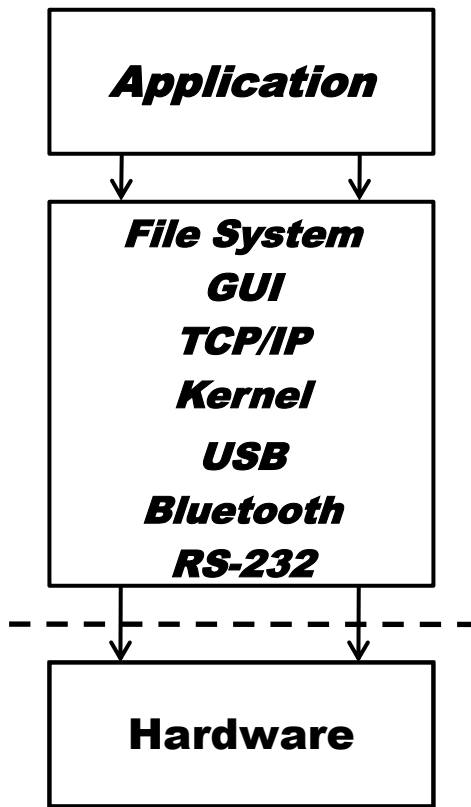 Application
File System
GUI
TCP/IP
Kernel
USB
Bluetooth
RS-232
Hardware